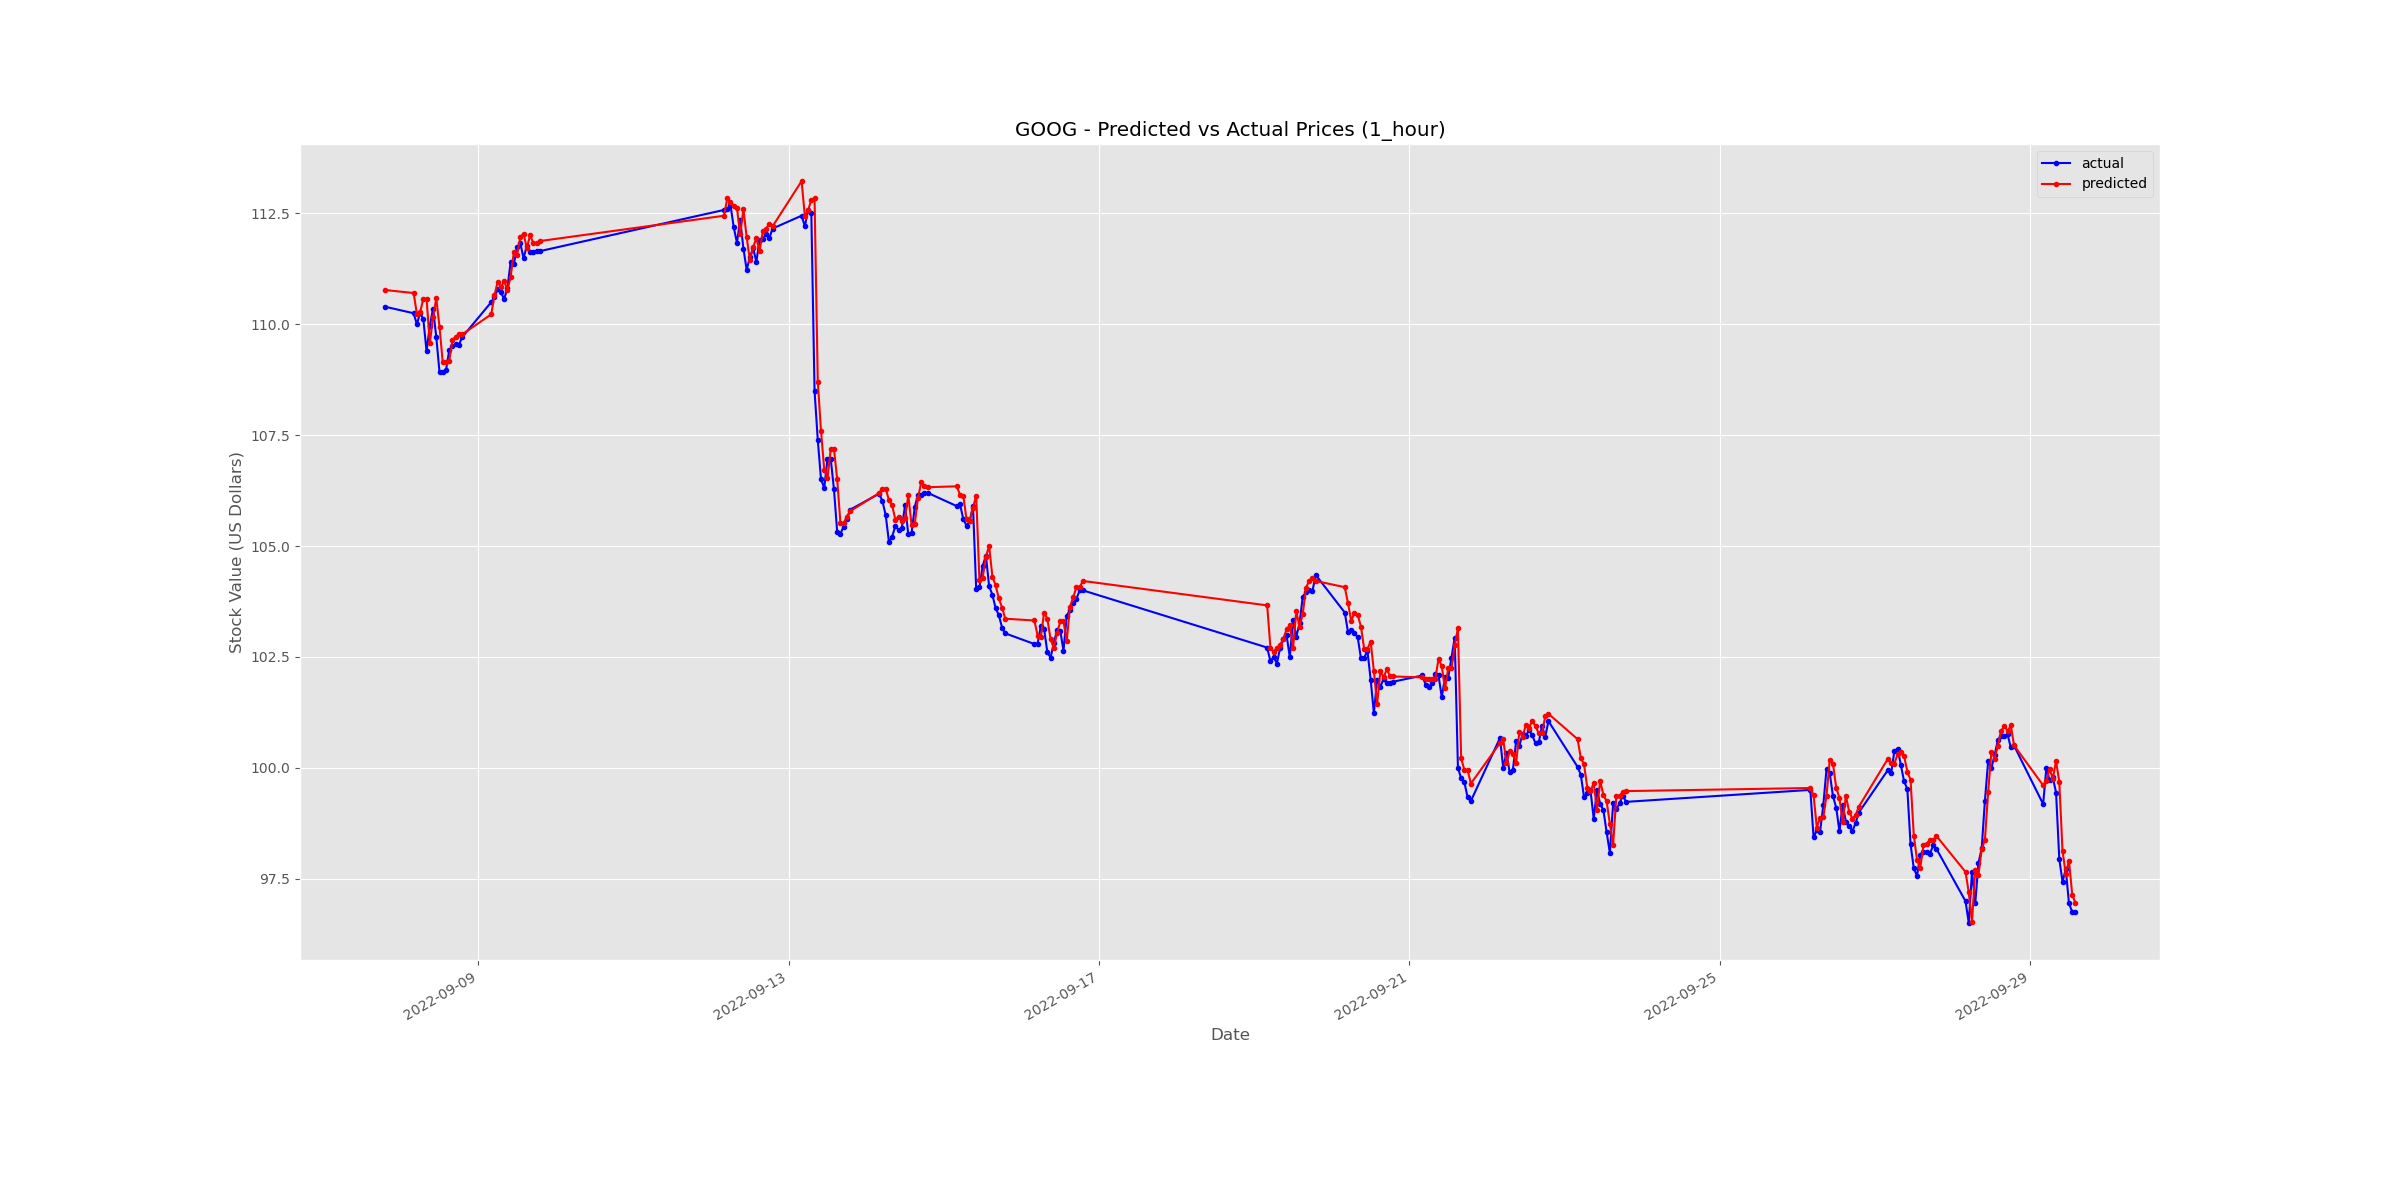 GOOG - Predicted vs Actual Prices (1_hour)
actual
predicted
112.5
110.0
107.5
105.0
102.5
100.0
97.5
Stock Value (US Dollars)
2022-09-09
2022-09-13
2022-09-17
2022-09-21
2022-09-25
2022-09-29
Date